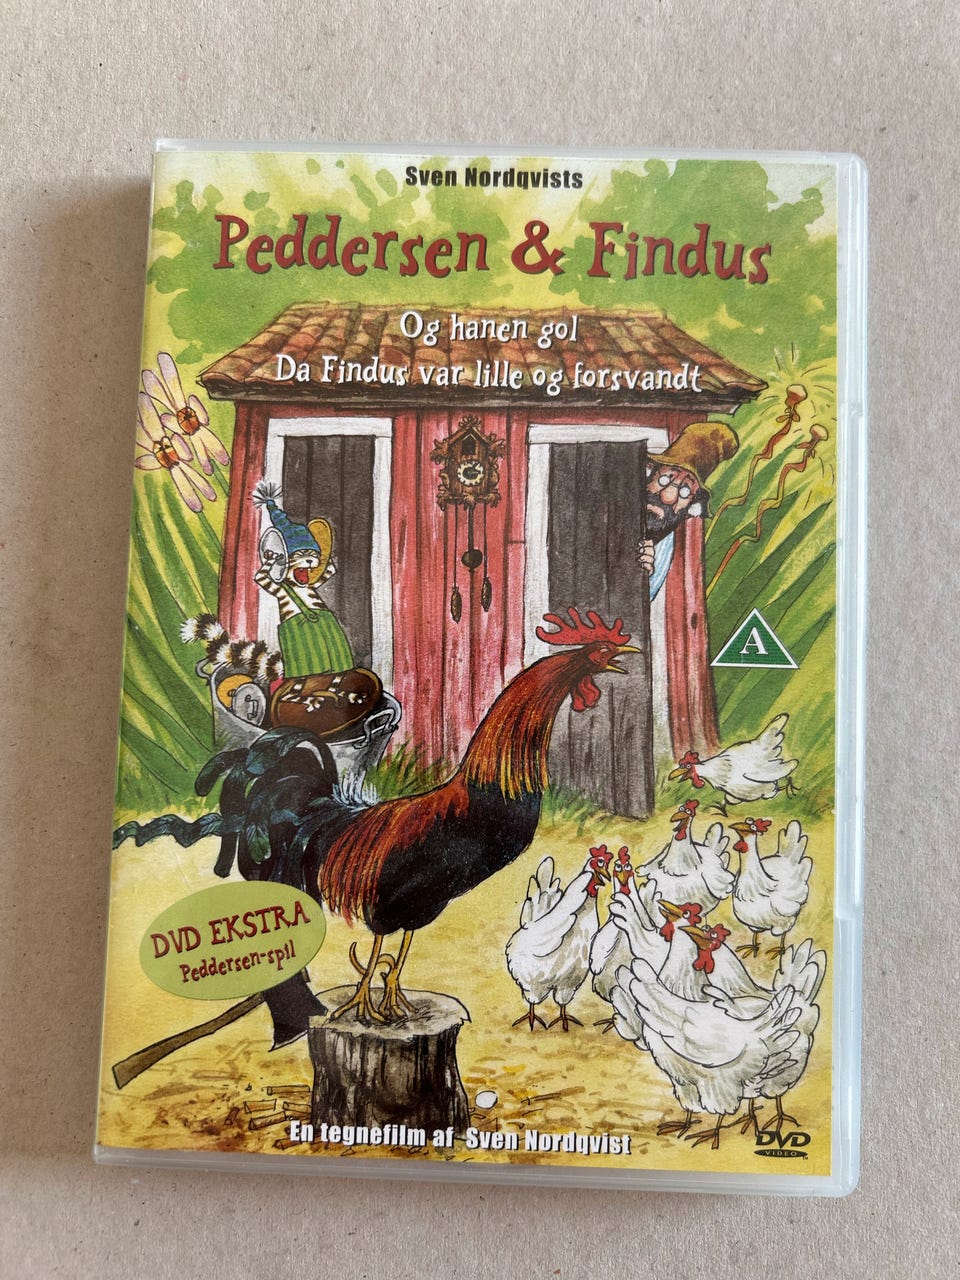 Sven Nordqvists
Peddersen & Findus
Og hanen gol
Da Findus var lille og forsvandt
A
DVD EKSTRA
Peddersen-spil
En tegnefilm af Sven Nordqvist
DVD
VIDEO